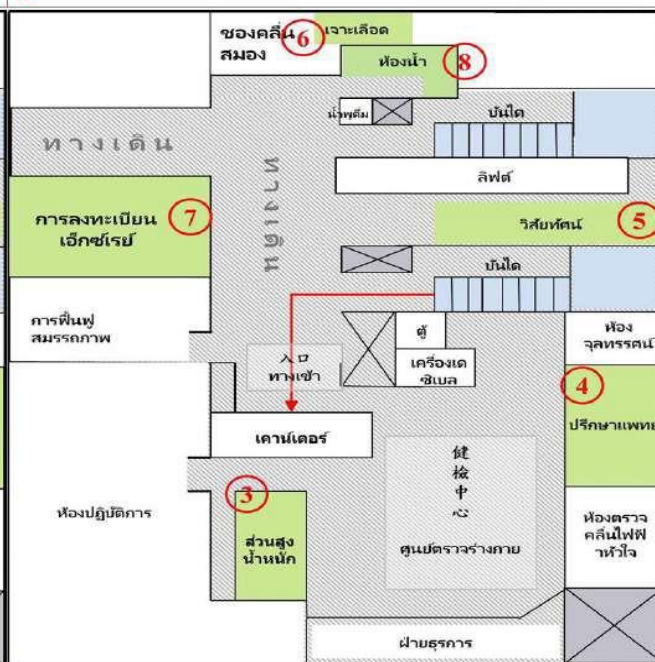 ซองคลื่น
สมอง
6
เจาะเลือด
ห้องน้ำ
8
น้ำพุดื่ม
บันได
ทางเดิน
ทางเดิน
ลิฟต์
การลงทะเบียน
เอ็กซ์เรย์
7
วิสัยทัศน์
5
บันได
การฟื้นฟู
สมรรถภาพ
ตู้
ห้อง
จุลทรรศน์
入口
ทางเข้า
เครื่องเด
ซิเบล
4
ปรึกษาแพทย
เคาน์เตอร์
健
檢
中
心
ศูนย์ตรวจร่างกาย
3
ห้องปฏิบัติการ
ส่วนสูง
น้ำหนัก
ห้องตรวจ
คลื่นไฟฟ้
าหัวใจ
ฝ่ายธุรการ